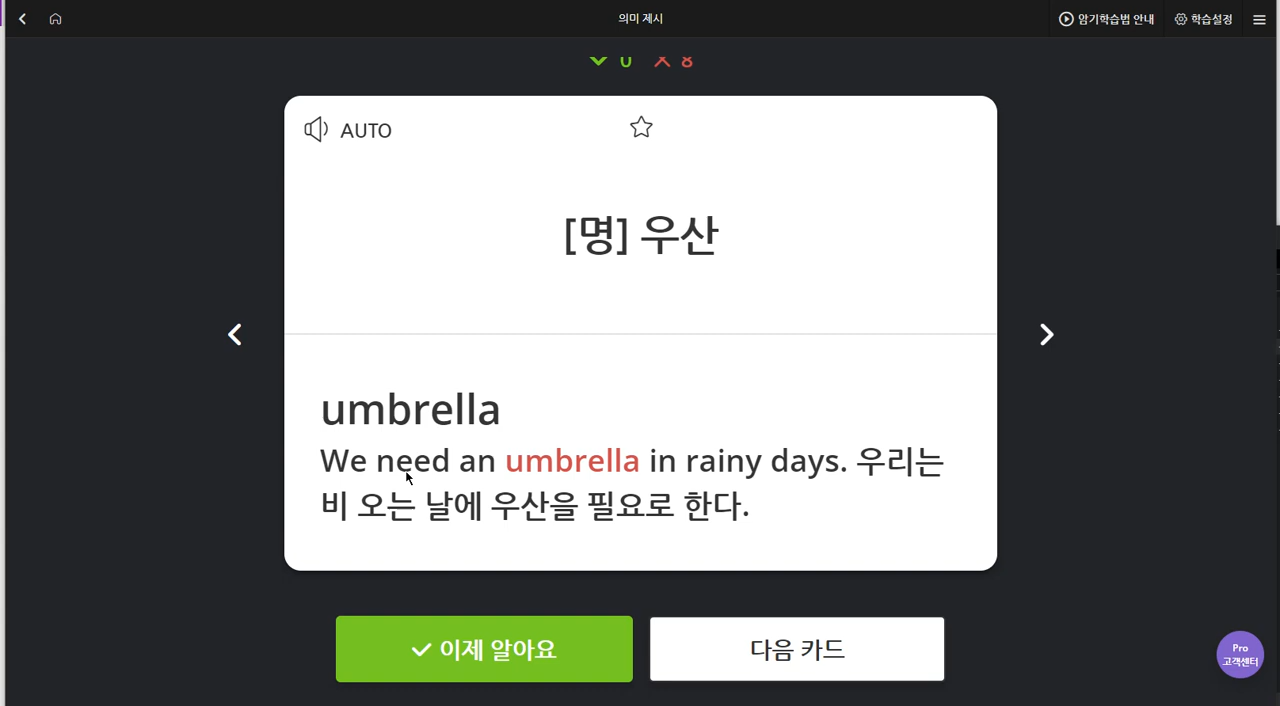 의미 제시
암기학습법 안내
학습설정
0 8
AUTO
[명] 우산
umbrella
We need an umbrella in rainy days. 우리는
비 오는 날에 우산을 필요로 한다.
이제 알아요
다음 카드
Pro
고객센터